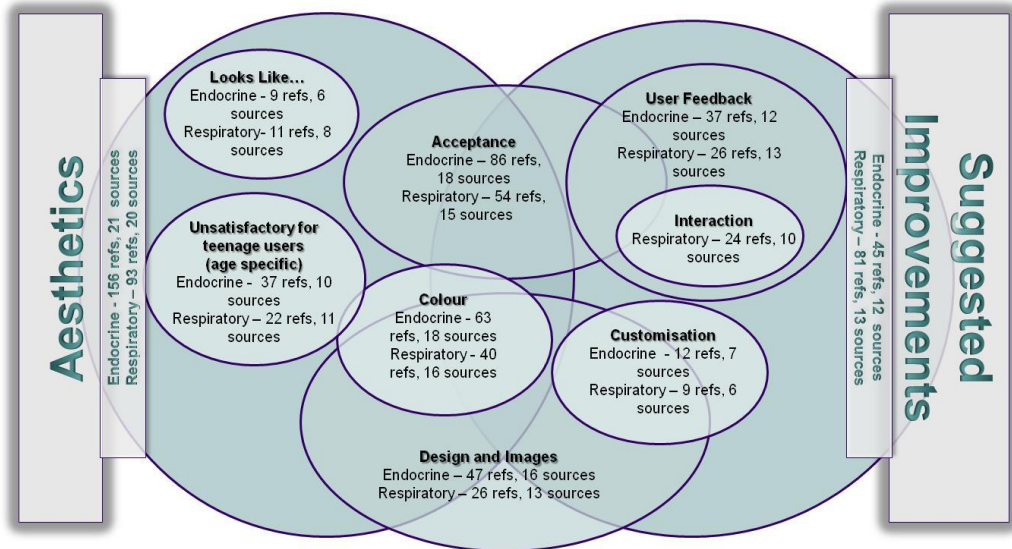 Aesthetics
Endocrine - 156 refs, 21 sources
Respiratory – 93 refs, 20 sources
Looks Like…
Endocrine - 9 refs, 6
sources
Respiratory- 11 refs, 8
sources
Unsatisfactory for
teenage users
(age specific)
Endocrine - 37 refs, 10
sources
Respiratory – 22 refs, 11
sources
Acceptance
Endocrine – 86 refs,
18 sources
Respiratory – 54 refs,
15 sources
Colour
Endocrine - 63
refs, 18 sources
Respiratory - 40
refs, 16 sources
Design and Images
Endocrine – 47 refs, 16 sources
Respiratory – 26 refs, 13 sources
User Feedback
Endocrine – 37 refs, 12
sources
Respiratory – 26 refs, 13
sources
Interaction
Respiratory – 24 refs, 10
sources
Customisation
Endocrine - 12 refs, 7
sources
Respiratory – 9 refs, 6
sources
Endocrine - 45 refs, 12 sources
Respiratory – 81 refs, 13 sources
Suggested
Improvements